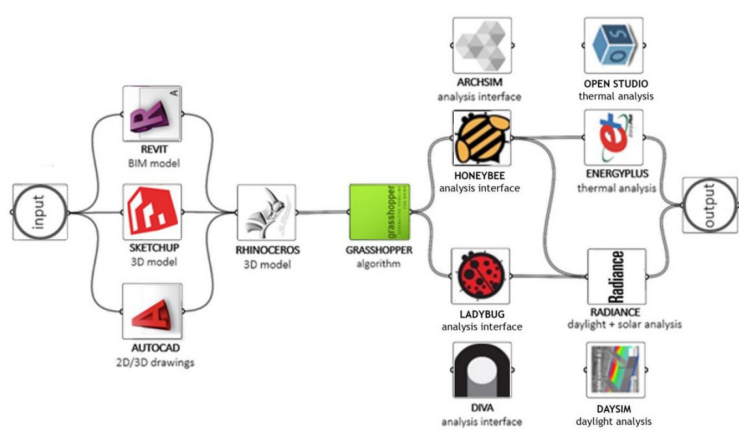 input
R
A
REVIT
BIM model
SKETCHUP
3D model
A
AUTOCAD
2D/3D drawings
RHINOCEROS
3D model
grasshopper
GRASSHOPPER
algorithm
ARCHSIM
analysis interface
HONEYBEE
analysis interface
LADYBUG
analysis interface
DIVA
analysis interface
OPEN STUDIO
thermal analysis
e+
ENERGYPLUS
thermal analysis
Radiance
RADIANCE
daylight + solar analysis
DAYSIM
daylight analysis
output